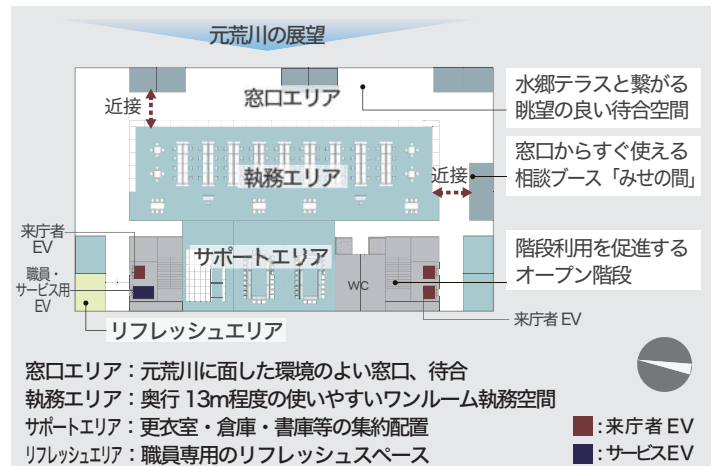 元荒川の展望
窓口エリア
近接
水郷テラスと繋がる
眺望の良い待合空間
窓口からすぐ使える
相談ブース「みせの間」
執務エリア
近接
来庁者
EV
サポートエリア
階段利用を促進する
オープン階段
職員・
サービス用
EV
WC
リフレッシュエリア
来庁者 EV
窓口エリア：元荒川に面した環境のよい窓口、待合
執務エリア：奥行 13m程度の使いやすいワンルーム執務空間
サポートエリア：更衣室・倉庫・書庫等の集約配置
リフレッシュエリア：職員専用のリフレッシュスペース
：来庁者 EV
：サービスEV